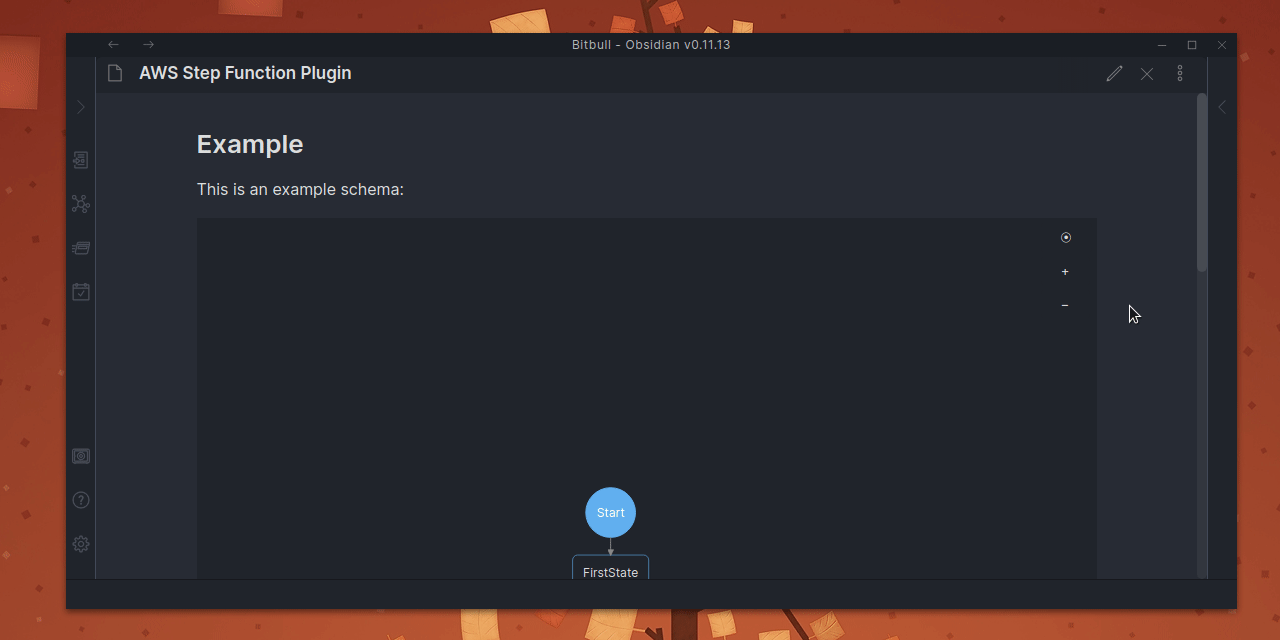 Bitbull - Obsidian v0.11.13
AWS Step Function Plugin
Example
This is an example schema:
+
−
Start
FirstState